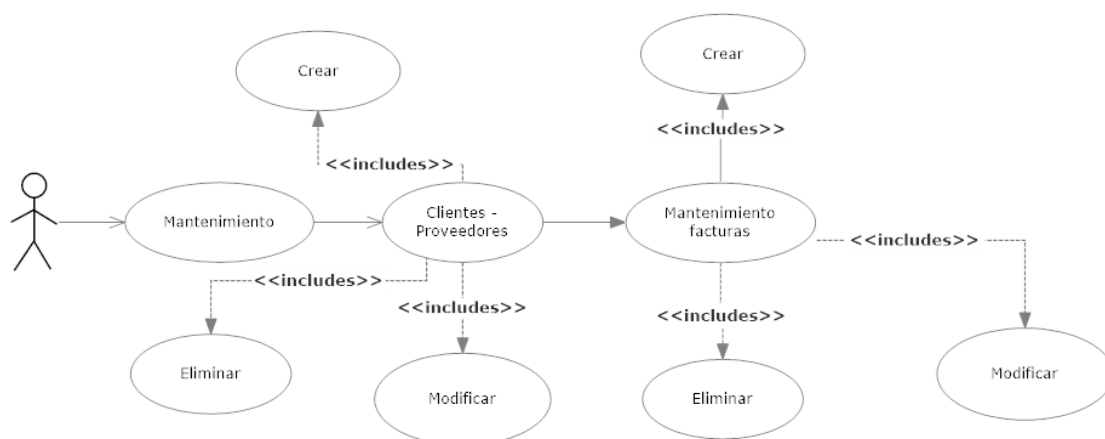 Crear
Crear
<<includes>>
<<includes>>
Mantenimiento
Clientes -
Proveedores
Mantenimiento
facturas
<<includes>>
<<includes>>
<<includes>>
<<includes>>
Eliminar
Modificar
Eliminar
Modificar